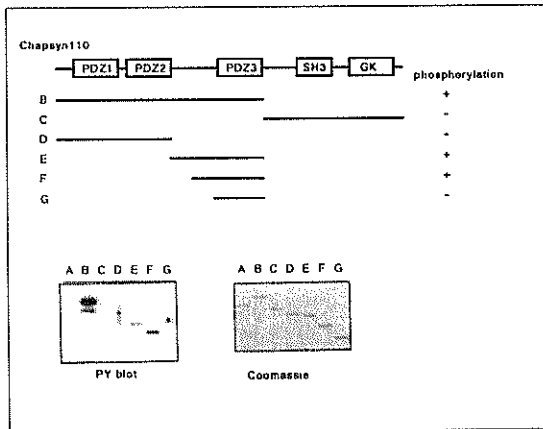 Chapsyn110
PDZ1 PDZ2 PDZ3 SH3 GK
phosphorylation
B +
C -
D -
E +
F +
G -
A B C D E F G
A B C D E F G
PY blot
Coomassie